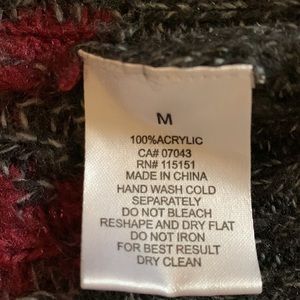 M
100%ACRYLIC
CA# 07043
RN# 115151
MADE IN CHINA
HAND WASH COLD
SEPARATELY
DO NOT BLEACH
RESHAPE AND DRY FLAT
DO NOT IRON
FOR BEST RESULT
DRY CLEAN